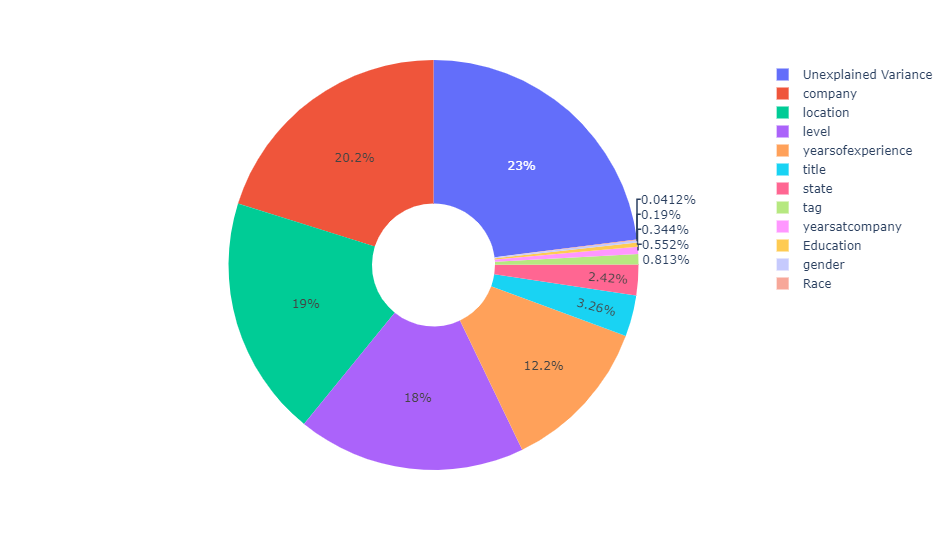 23%
20.2%
19%
18%
12.2%
3.26%
2.42%
0.813%
0.552%
0.344%
0.19%
0.0412%
Unexplained Variance
company
location
level
yearsofexperience
title
state
tag
yearsatcompany
Education
gender
Race